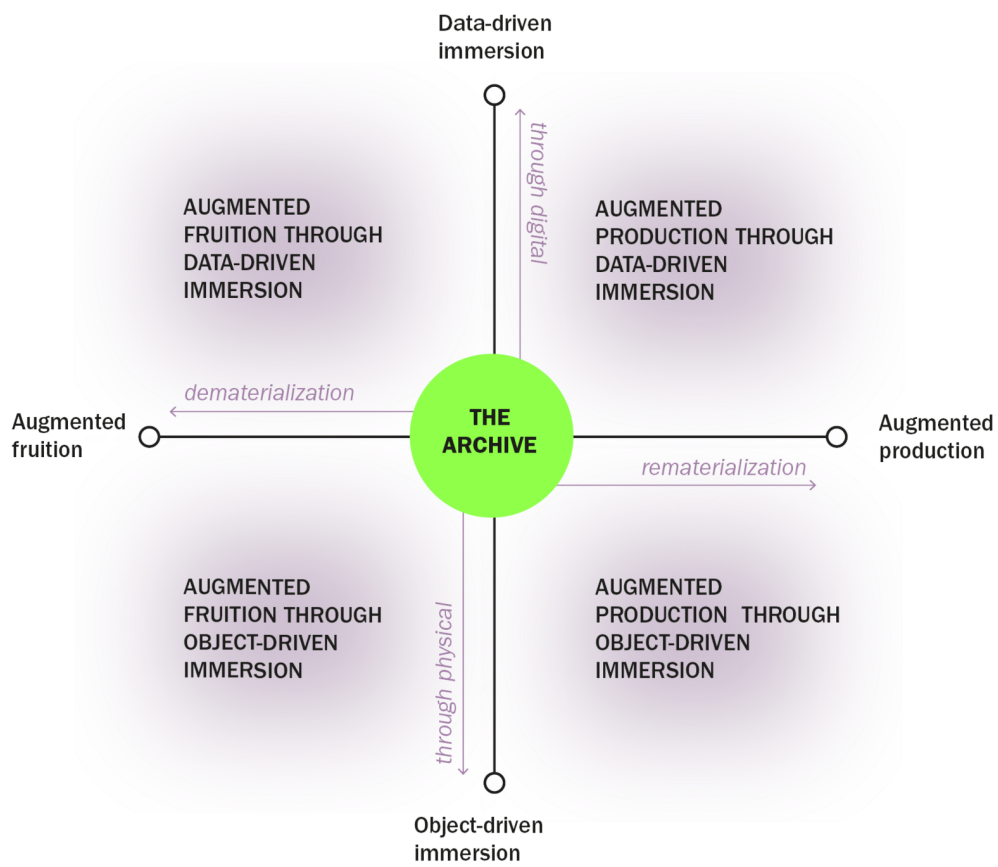 Data-driven
immersion
through digital
AUGMENTED
FRUITION THROUGH
DATA-DRIVEN
IMMERSION
AUGMENTED
PRODUCTION THROUGH
DATA-DRIVEN
IMMERSION
dematerialization
Augmented
fruition
THE
ARCHIVE
Augmented
production
rematerialization
AUGMENTED
FRUITION THROUGH
OBJECT-DRIVEN
IMMERSION
through physical
AUGMENTED
PRODUCTION THROUGH
OBJECT-DRIVEN
IMMERSION
Object-driven
immersion